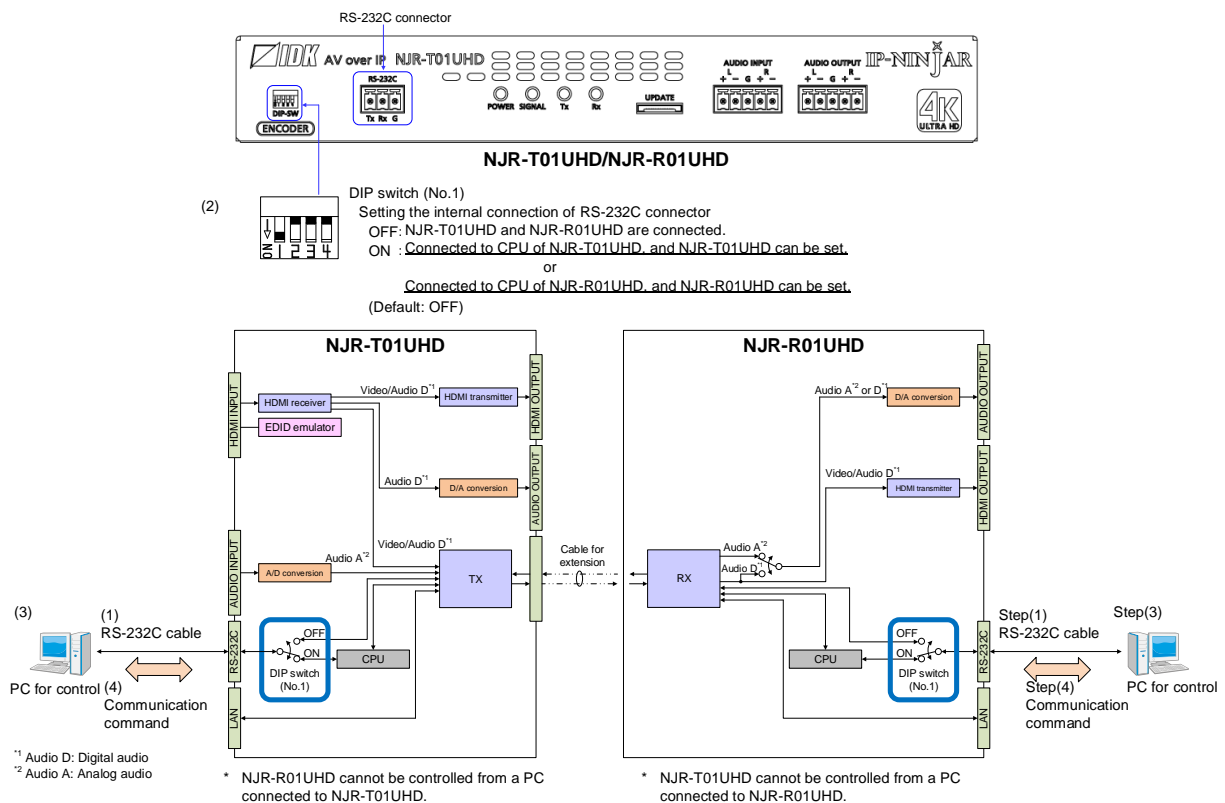 RS-232C connector
IDK AV over IP NJR-T01UHD
RS-232C
Tx Rx G
DIP-SW
ENCODER
POWER SIGNAL Tx Rx
UPDATE
AUDIO INPUT
L R
+ − G + −
AUDIO OUTPUT
L R
+ − G + −
IP-NINJAR
4K
ULTRA HD
NJR-T01UHD/NJR-R01UHD
(2)
ON
1 2 3 4
DIP switch (No.1)
Setting the internal connection of RS-232C connector
OFF: NJR-T01UHD and NJR-R01UHD are connected.
ON : Connected to CPU of NJR-T01UHD, and NJR-T01UHD can be set.
or
Connected to CPU of NJR-R01UHD, and NJR-R01UHD can be set.
(Default: OFF)
NJR-T01UHD
HDMI INPUT
HDMI receiver
EDID emulator
Video/Audio D*1
HDMI transmitter
HDMI OUTPUT
Audio D*1
D/A conversion
AUDIO OUTPUT
AUDIO INPUT
A/D conversion
Audio A*2
Video/Audio D*1
TX
Cable for
extension
RS-232C
OFF
ON
DIP switch
(No.1)
CPU
LAN
(3)
PC for control
(1)
RS-232C cable
(4)
Communication
command
NJR-R01UHD
Audio A*2 or D*1
D/A conversion
AUDIO OUTPUT
Video/Audio D*1
HDMI transmitter
HDMI OUTPUT
RX
Audio A*2
Audio D*1
CPU
OFF
ON
DIP switch
(No.1)
RS-232C
LAN
Step(1)
RS-232C cable
Step(3)
PC for control
Step(4)
Communication
command
*1 Audio D: Digital audio
*2 Audio A: Analog audio
* NJR-R01UHD cannot be controlled from a PC
connected to NJR-T01UHD.
* NJR-T01UHD cannot be controlled from a PC
connected to NJR-R01UHD.